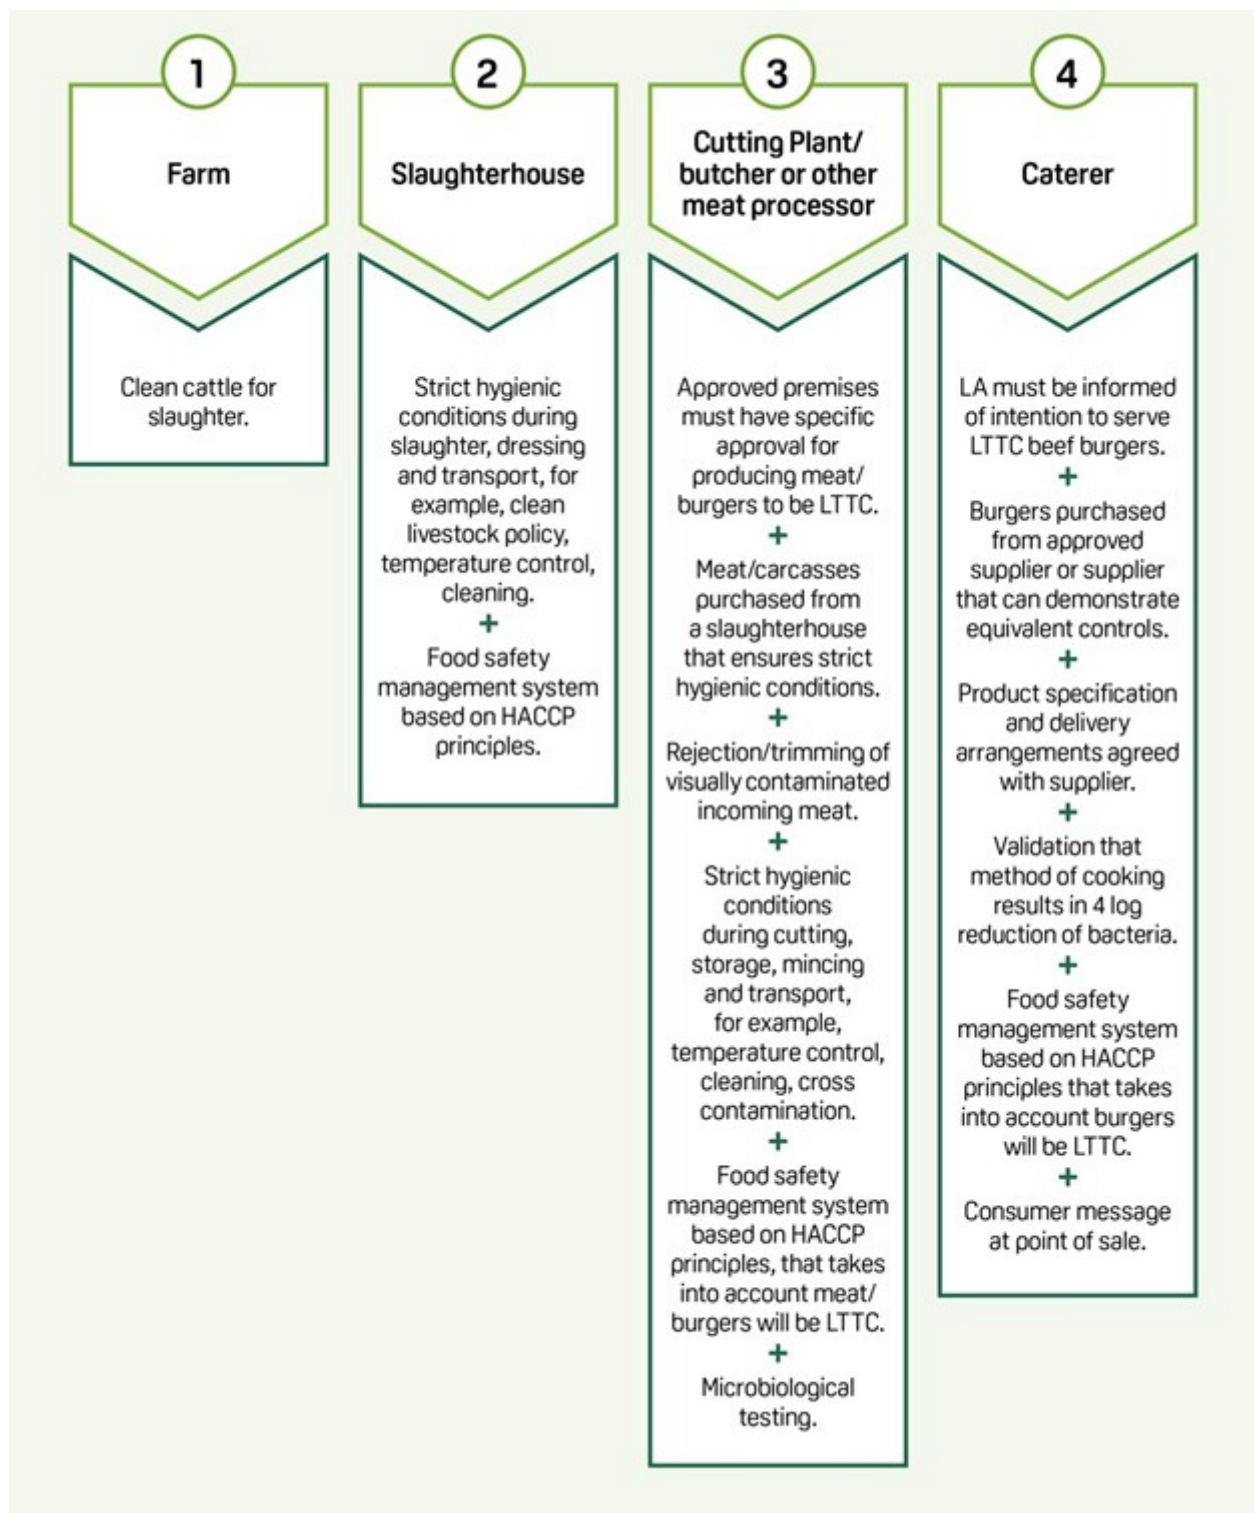 1
Farm
Clean cattle for
slaughter.
2
Slaughterhouse
Strict hygienic
conditions during
slaughter, dressing
and transport, for
example, clean
livestock policy,
temperature control,
cleaning.
+
Food safety
management system
based on HACCP
principles.
3
Cutting Plant/
butcher or other
meat processor
Approved premises
must have specific
approval for
producing meat/
burgers to be LTTC.
+
Meat/carcasses
purchased from
a slaughterhouse
that ensures strict
hygienic conditions.
+
Rejection/trimming of
visually contaminated
incoming meat.
+
Strict hygienic
conditions
during cutting,
storage, mincing
and transport,
for example,
temperature control,
cleaning, cross
contamination.
+
Food safety
management system
based on HACCP
principles, that takes
into account meat/
burgers will be LTTC.
+
Microbiological
testing.
4
Caterer
LA must be informed
of intention to serve
LTTC beef burgers.
+
Burgers purchased
from approved
supplier or supplier
that can demonstrate
equivalent controls.
+
Product specification
and delivery
arrangements agreed
with supplier.
+
Validation that
method of cooking
results in 4 log
reduction of bacteria.
+
Food safety
management system
based on HACCP
principles that takes
into account burgers
will be LTTC.
+
Consumer message
at point of sale.